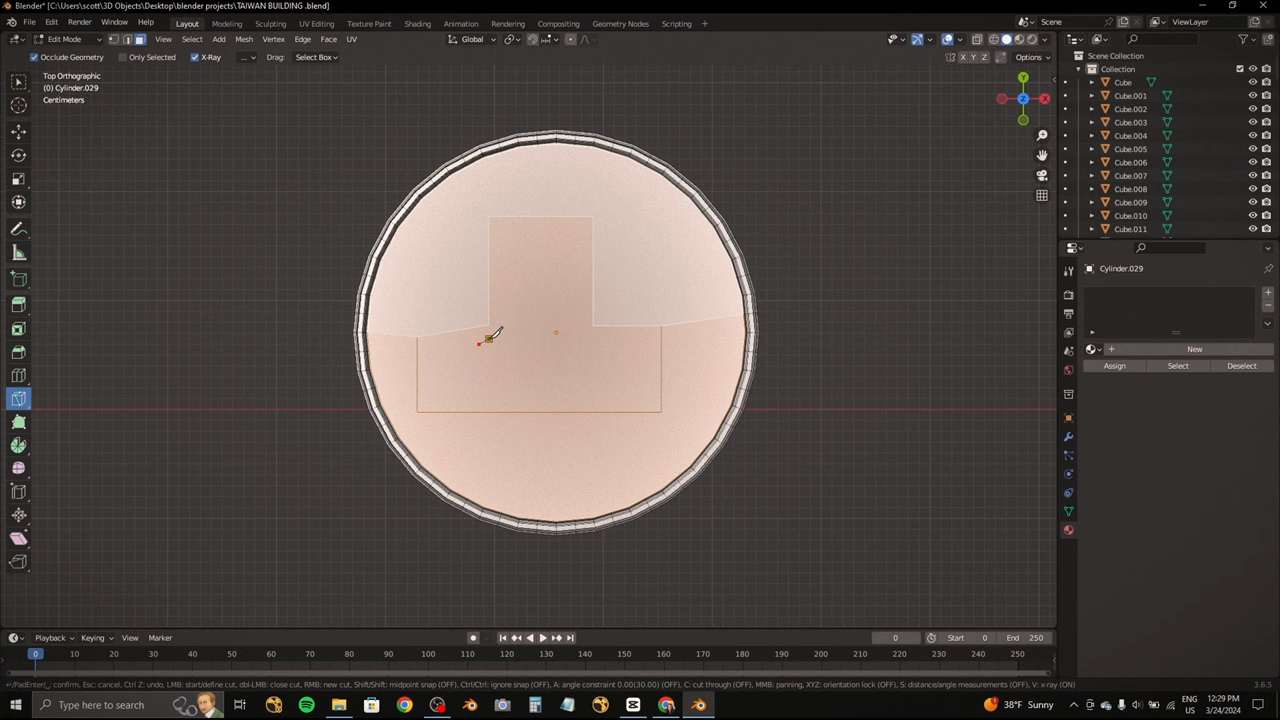 Blender* [C:\Users\scott\3D Objects\Desktop\blender projects\TAIWAN BUILDING .blend]
File Edit Render Window Help Layout Modeling Sculpting UV Editing Texture Paint Shading Animation Rendering Compositing Geometry Nodes Scripting Scene ViewLayer
Edit Mode View Select Add Mesh Vertex Edge Face UV Global
Occlude Geometry Only Selected X-Ray ... Drag: Select Box X Y Z Options
Top Orthographic
(0) Cylinder.029
Centimeters
Y
Z X
Scene Collection
Collection
Cube
Cube.001
Cube.002
Cube.003
Cube.004
Cube.005
Cube.006
Cube.007
Cube.008
Cube.009
Cube.010
Cube.011
Cylinder.029
New
Assign Select Deselect
Playback Keying View Marker 0 Start 0 End 250
0 10 20 30 40 50 60 70 80 90 100 110 120 130 140 150 160 170 180 190 200 210 220 230 240 250
↵/PadEnter/␣: confirm, Esc: cancel, Ctrl Z: undo, LMB: start/define cut, dbl-LMB: close cut, RMB: new cut, Shift/Shift: midpoint snap (OFF), Ctrl/Ctrl: ignore snap (OFF), A: angle constraint 0.00(30.00) (OFF), C: cut through (OFF), MMB: panning, XYZ: orientation lock (OFF), S: distance/angle measurements (OFF), V: x-ray (ON)
Type here to search 38°F Sunny ENG US 12:29 PM 3/24/2024
3.6.5